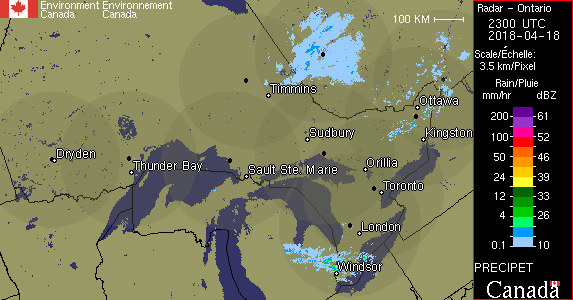 Environment Environnement
Canada Canada
100 KM
Timmins
Ottawa
Sudbury
Kingston
Dryden
Thunder Bay
Sault Ste. Marie
Orillia
Toronto
London
Windsor
Radar - Ontario
2300 UTC
2018-04-18
Scale/Échelle:
3.5 km/Pixel
Rain/Pluie
mm/hr dBZ
200 61
100 57
100 52
50 46
24 39
12 33
4 26
0.1 10
PRECIPET
Canada